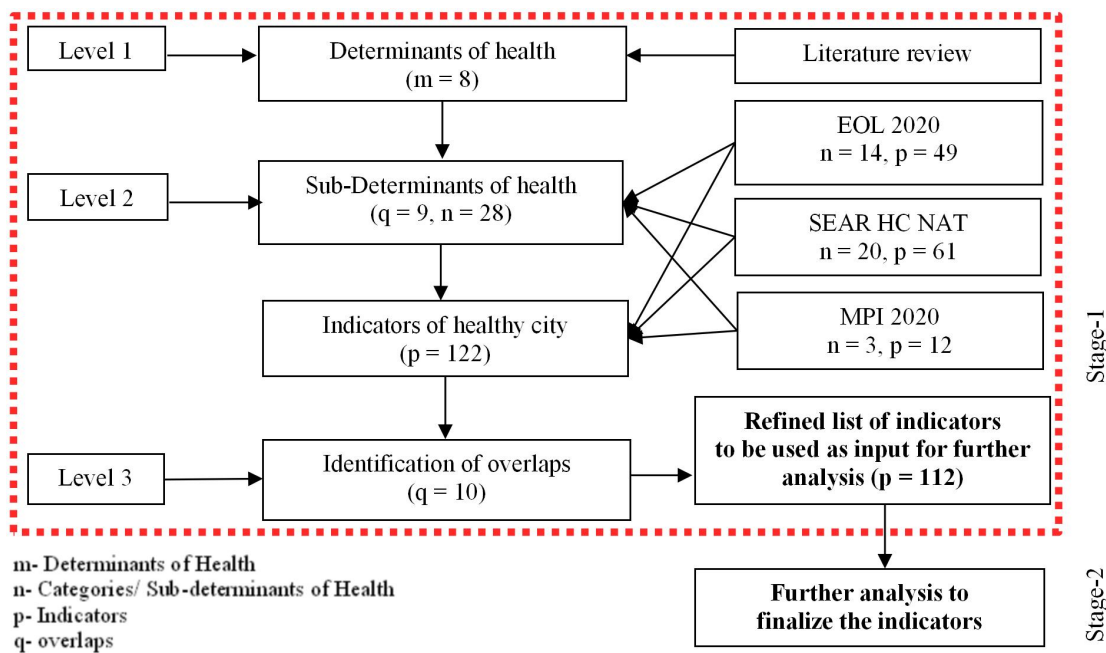 Level 1
Determinants of health
(m = 8)
Literature review
EOL 2020
n = 14, p = 49
Level 2
Sub-Determinants of health
(q = 9, n = 28)
SEAR HC NAT
n = 20, p = 61
Indicators of healthy city
(p = 122)
MPI 2020
n = 3, p = 12
Stage-1
Level 3
Identification of overlaps
(q = 10)
Refined list of indicators
to be used as input for further
analysis (p = 112)
m- Determinants of Health
n- Categories/ Sub-determinants of Health
p- Indicators
q- overlaps
Further analysis to
finalize the indicators
Stage-2